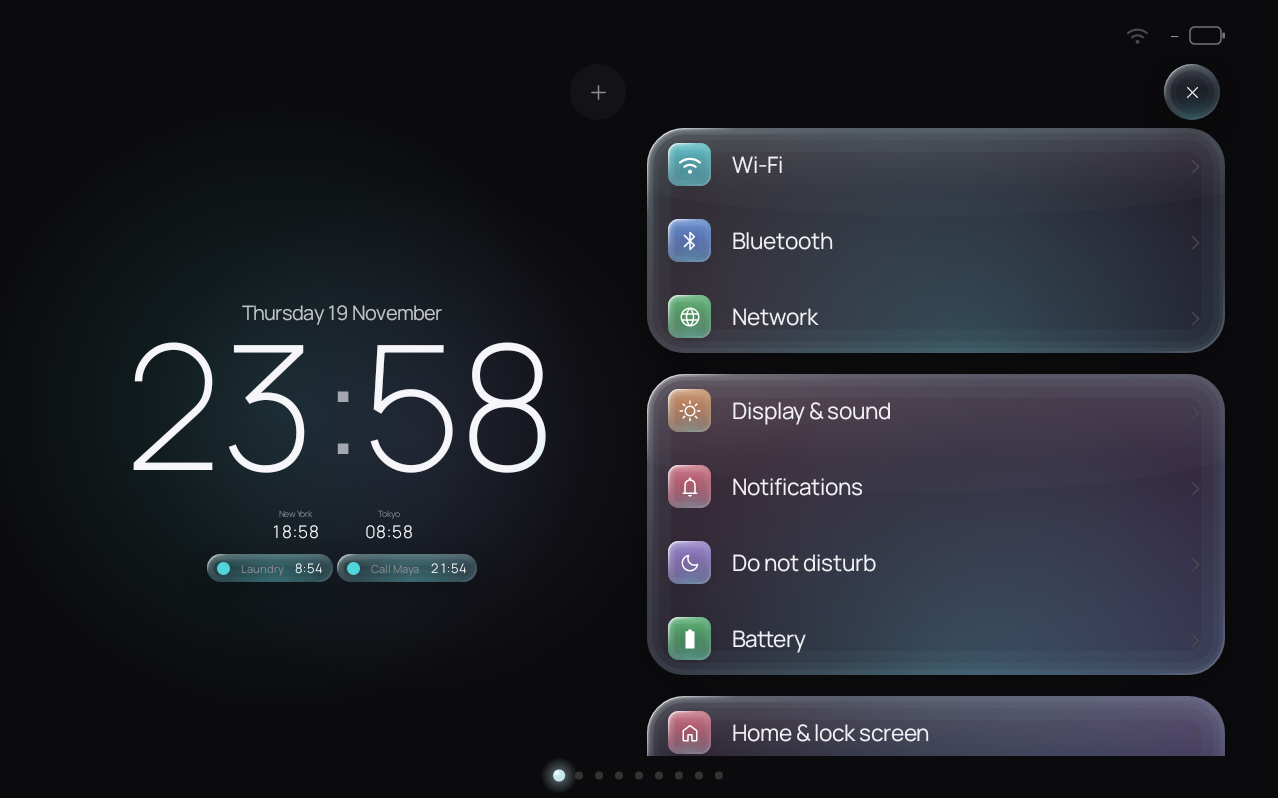 Thursday 19 November
23:58
New York
18:58
Tokyo
08:58
Laundry 8:54
Call Maya 21:54
Wi-Fi
Bluetooth
Network
Display & sound
Notifications
Do not disturb
Battery
Home & lock screen